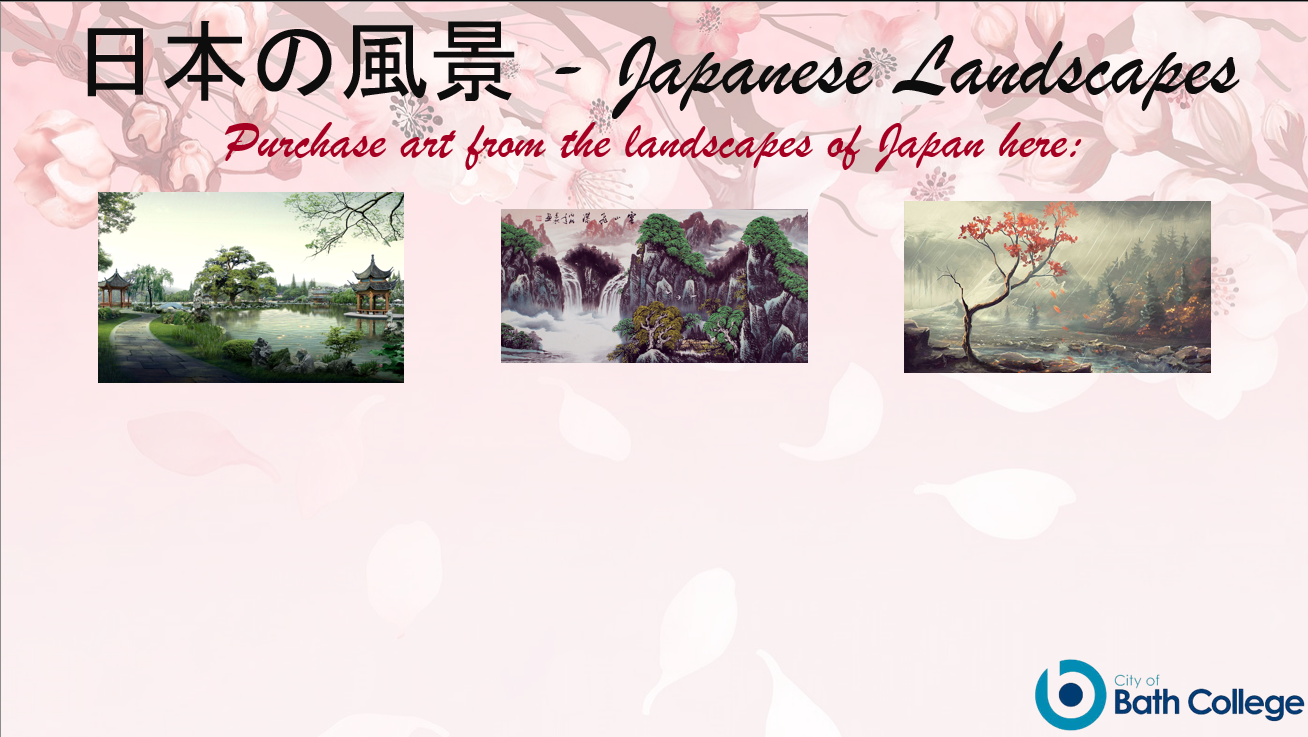 日本の風景 - Japanese Landscapes
Purchase art from the landscapes of Japan here:
City of
Bath College